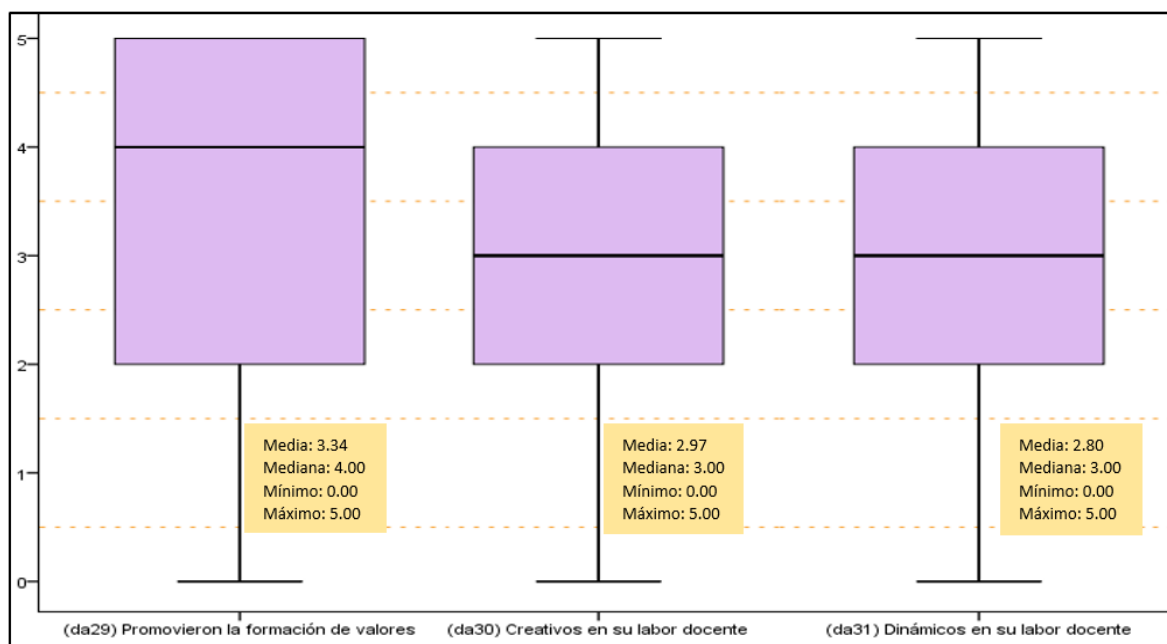 5
4
3
2
1
0
Media: 3.34
Mediana: 4.00
Mínimo: 0.00
Máximo: 5.00
Media: 2.97
Mediana: 3.00
Mínimo: 0.00
Máximo: 5.00
Media: 2.80
Mediana: 3.00
Mínimo: 0.00
Máximo: 5.00
(da29) Promovieron la formación de valores
(da30) Creativos en su labor docente
(da31) Dinámicos en su labor docente